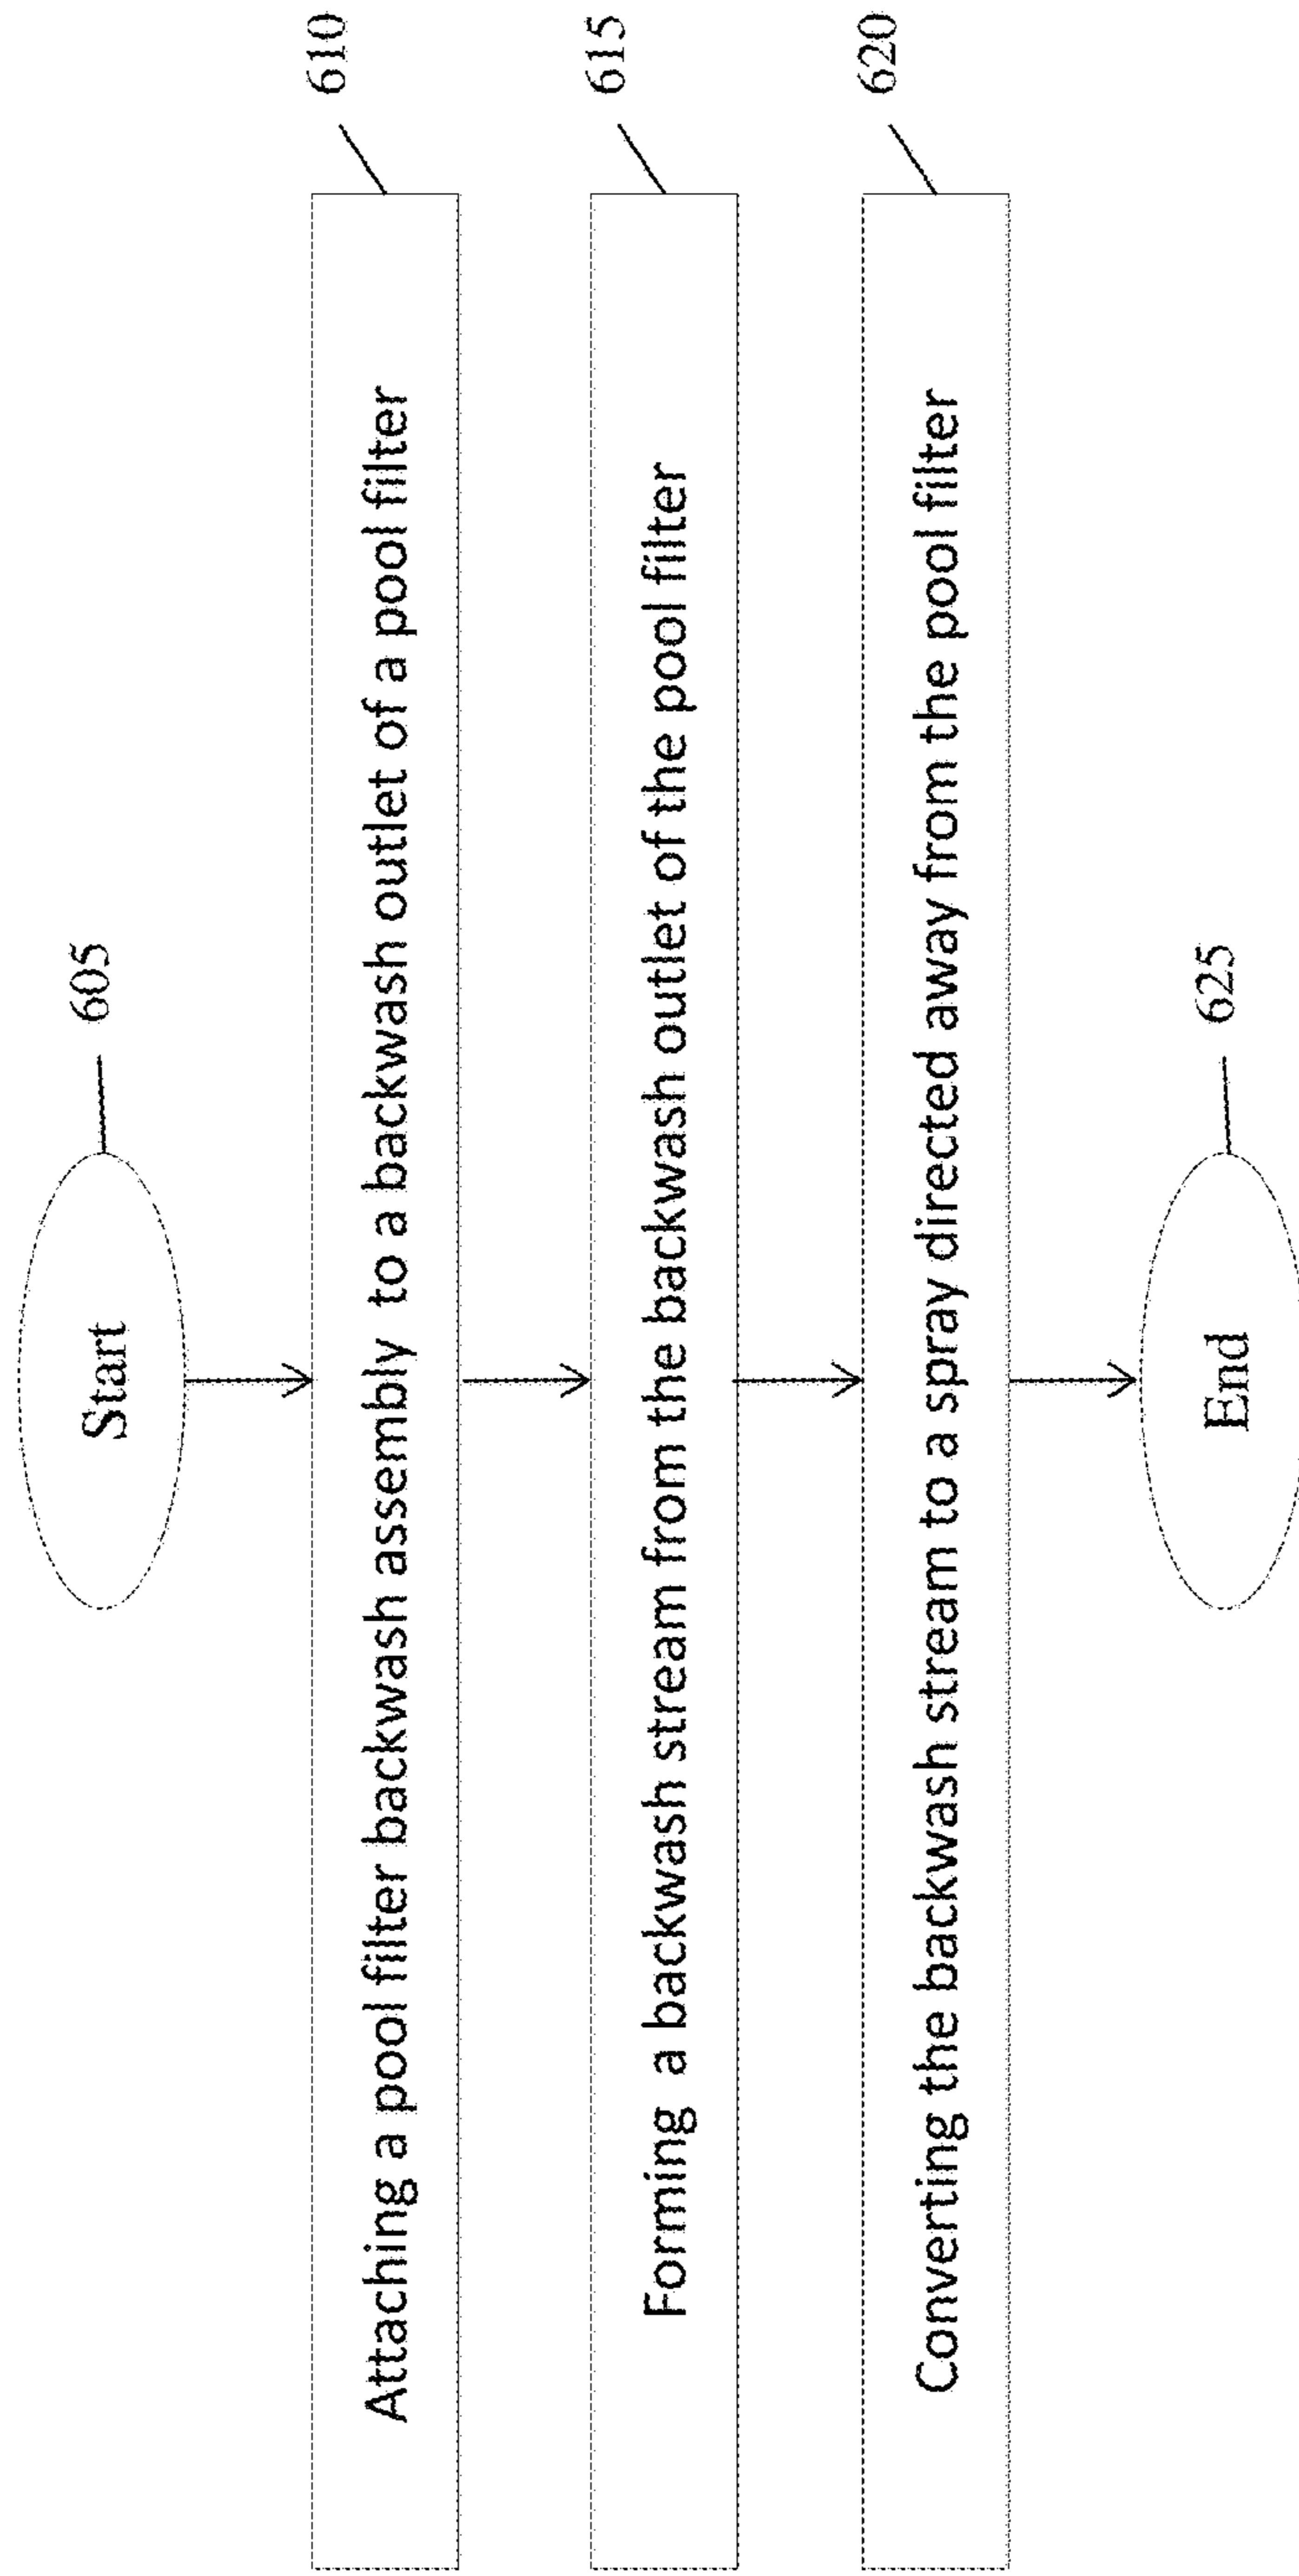 Start
605
Attaching a pool filter backwash assembly to a backwash outlet of a pool filter
610
Forming a backwash stream from the backwash outlet of the pool filter
615
Converting the backwash stream to a spray directed away from the pool filter
620
End
625